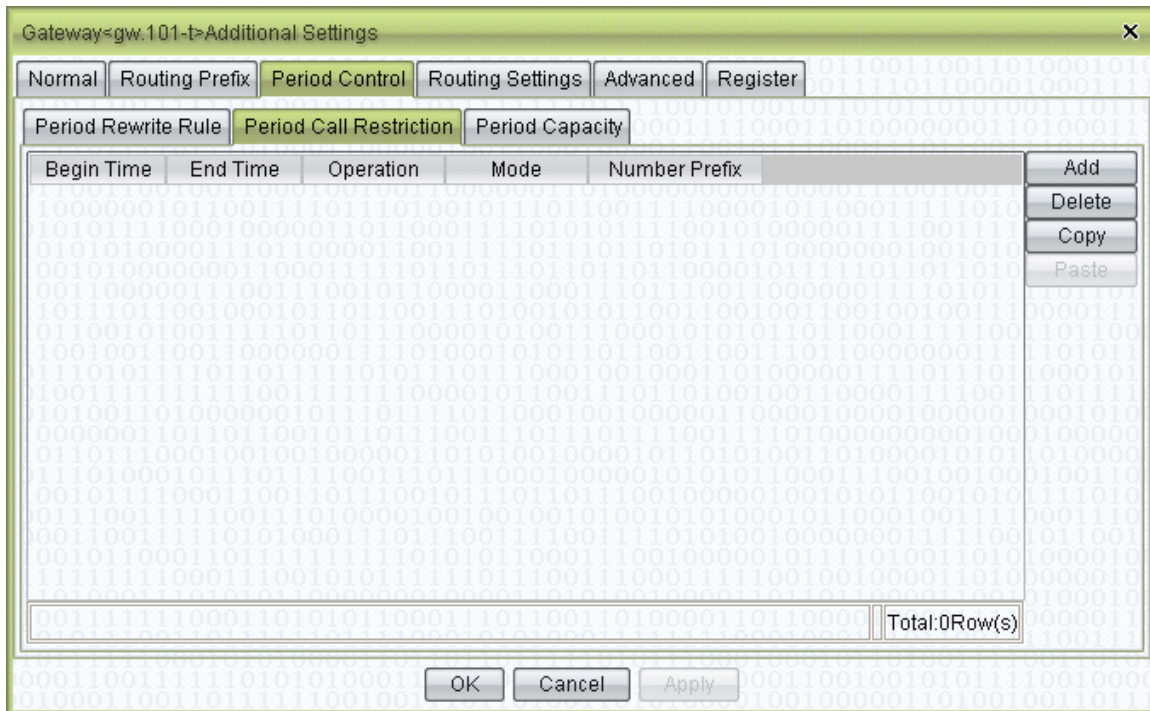 Gateway<gw.101-t>Additional Settings
Normal Routing Prefix Period Control Routing Settings Advanced Register
Period Rewrite Rule Period Call Restriction Period Capacity
Begin Time End Time Operation Mode Number Prefix Add
Delete
Copy
Paste
Total:0Row(s)
OK Cancel Apply